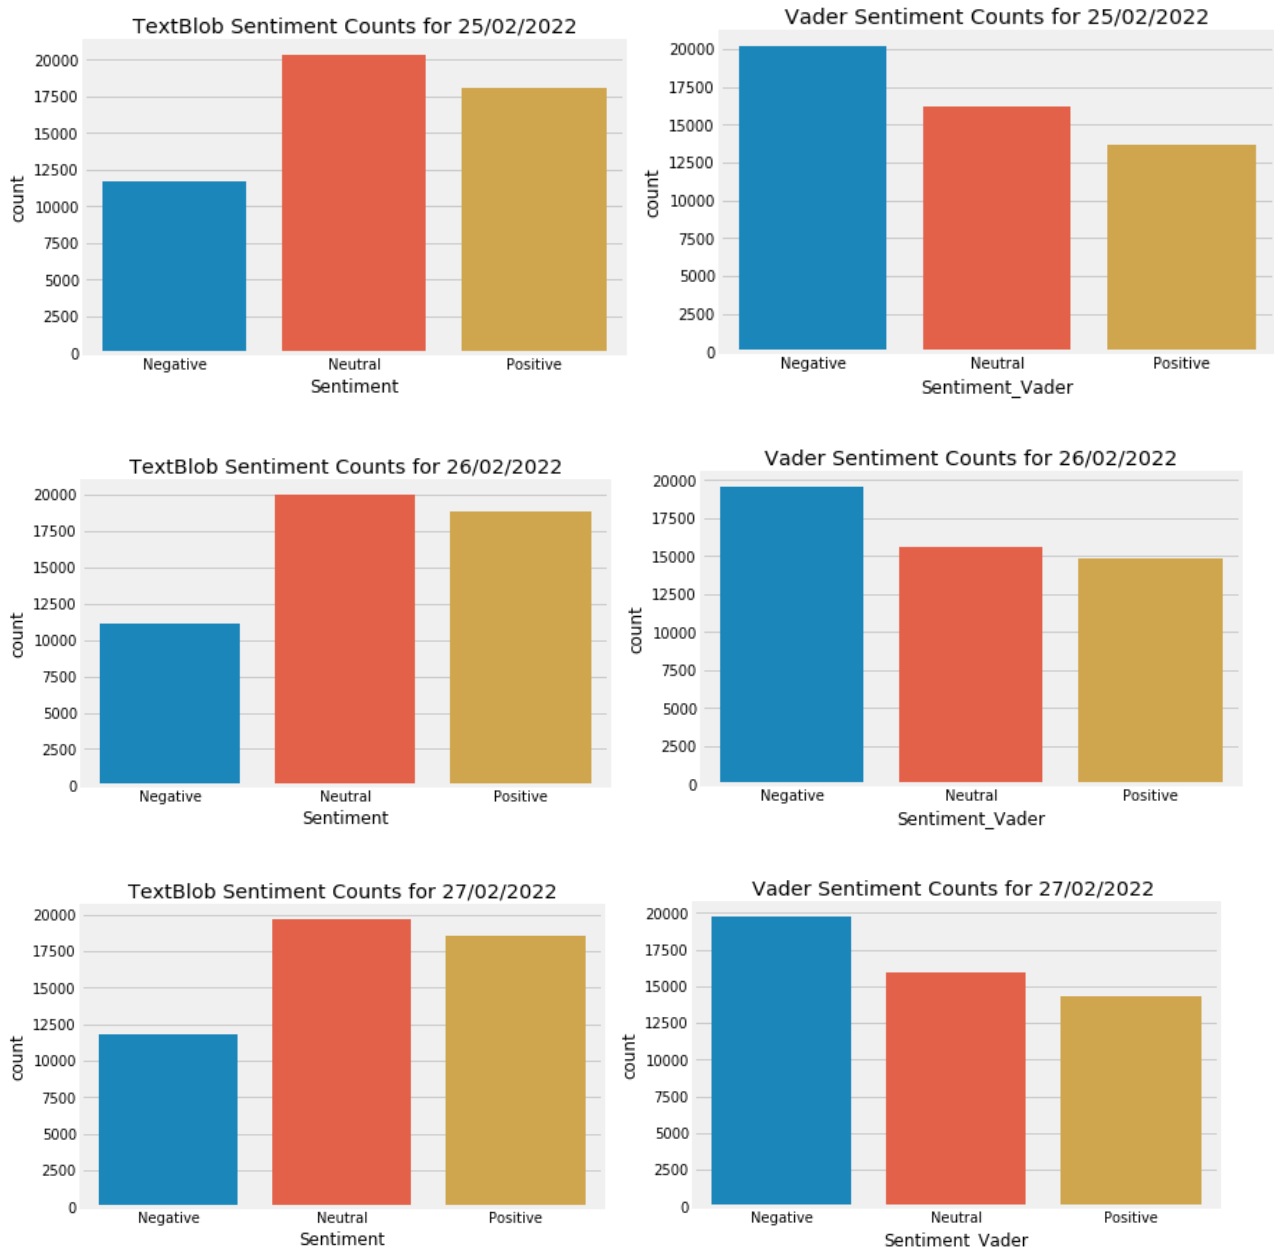 TextBlob Sentiment Counts for 25/02/2022
20000
17500
15000
12500
10000
7500
5000
2500
0
count
Negative Neutral Positive
Sentiment
Vader Sentiment Counts for 25/02/2022
20000
17500
15000
12500
10000
7500
5000
2500
0
count
Negative Neutral Positive
Sentiment_Vader
TextBlob Sentiment Counts for 26/02/2022
20000
17500
15000
12500
10000
7500
5000
2500
0
count
Negative Neutral Positive
Sentiment
Vader Sentiment Counts for 26/02/2022
20000
17500
15000
12500
10000
7500
5000
2500
0
count
Negative Neutral Positive
Sentiment_Vader
TextBlob Sentiment Counts for 27/02/2022
20000
17500
15000
12500
10000
7500
5000
2500
0
count
Negative Neutral Positive
Sentiment
Vader Sentiment Counts for 27/02/2022
20000
17500
15000
12500
10000
7500
5000
2500
0
count
Negative Neutral Positive
Sentiment_Vader